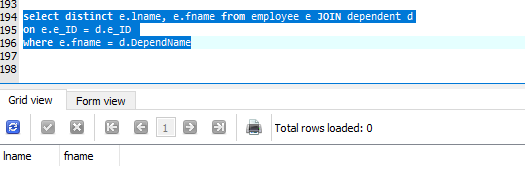 193
194 select distinct e.lname, e.fname from employee e JOIN dependent d
195 on e.e_ID = d.e_ID
196 where e.fname = d.DependName
197
198
Grid view Form view
1 Total rows loaded: 0
lname fname